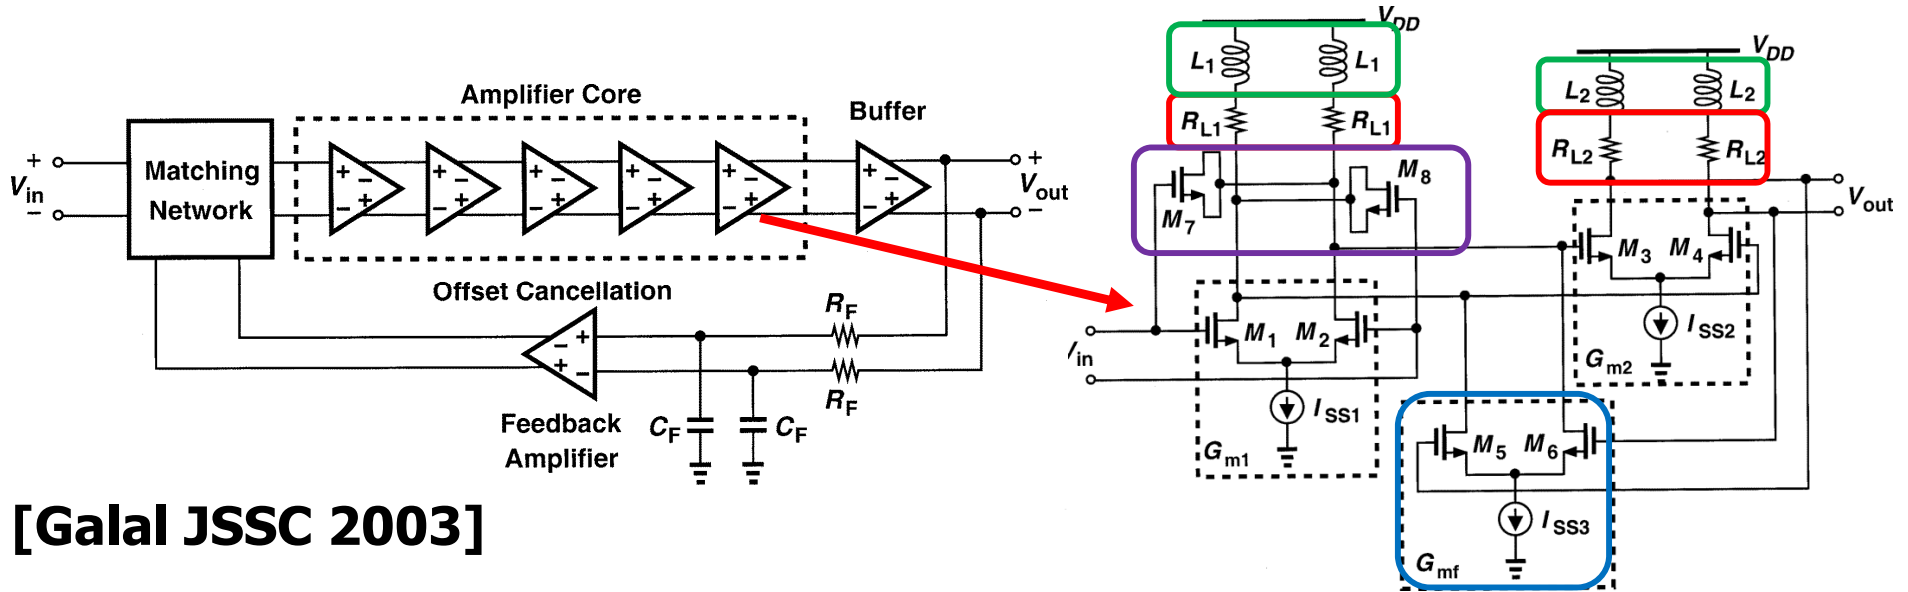 Amplifier Core
Buffer
Matching
Network
+
Vin
−
+ −
− +
+ −
− +
+ −
− +
+ −
− +
+ −
− +
+ −
− +
+
Vout
−
Offset Cancellation
RF
RF
− +
+ −
Feedback
Amplifier
CF
CF
[Galal JSSC 2003]
VDD
L1
L1
RL1
RL1
M7
M8
Vin
M1
M2
ISS1
Gm1
VDD
L2
L2
RL2
RL2
Vout
M3
M4
ISS2
Gm2
M5
M6
ISS3
Gmf